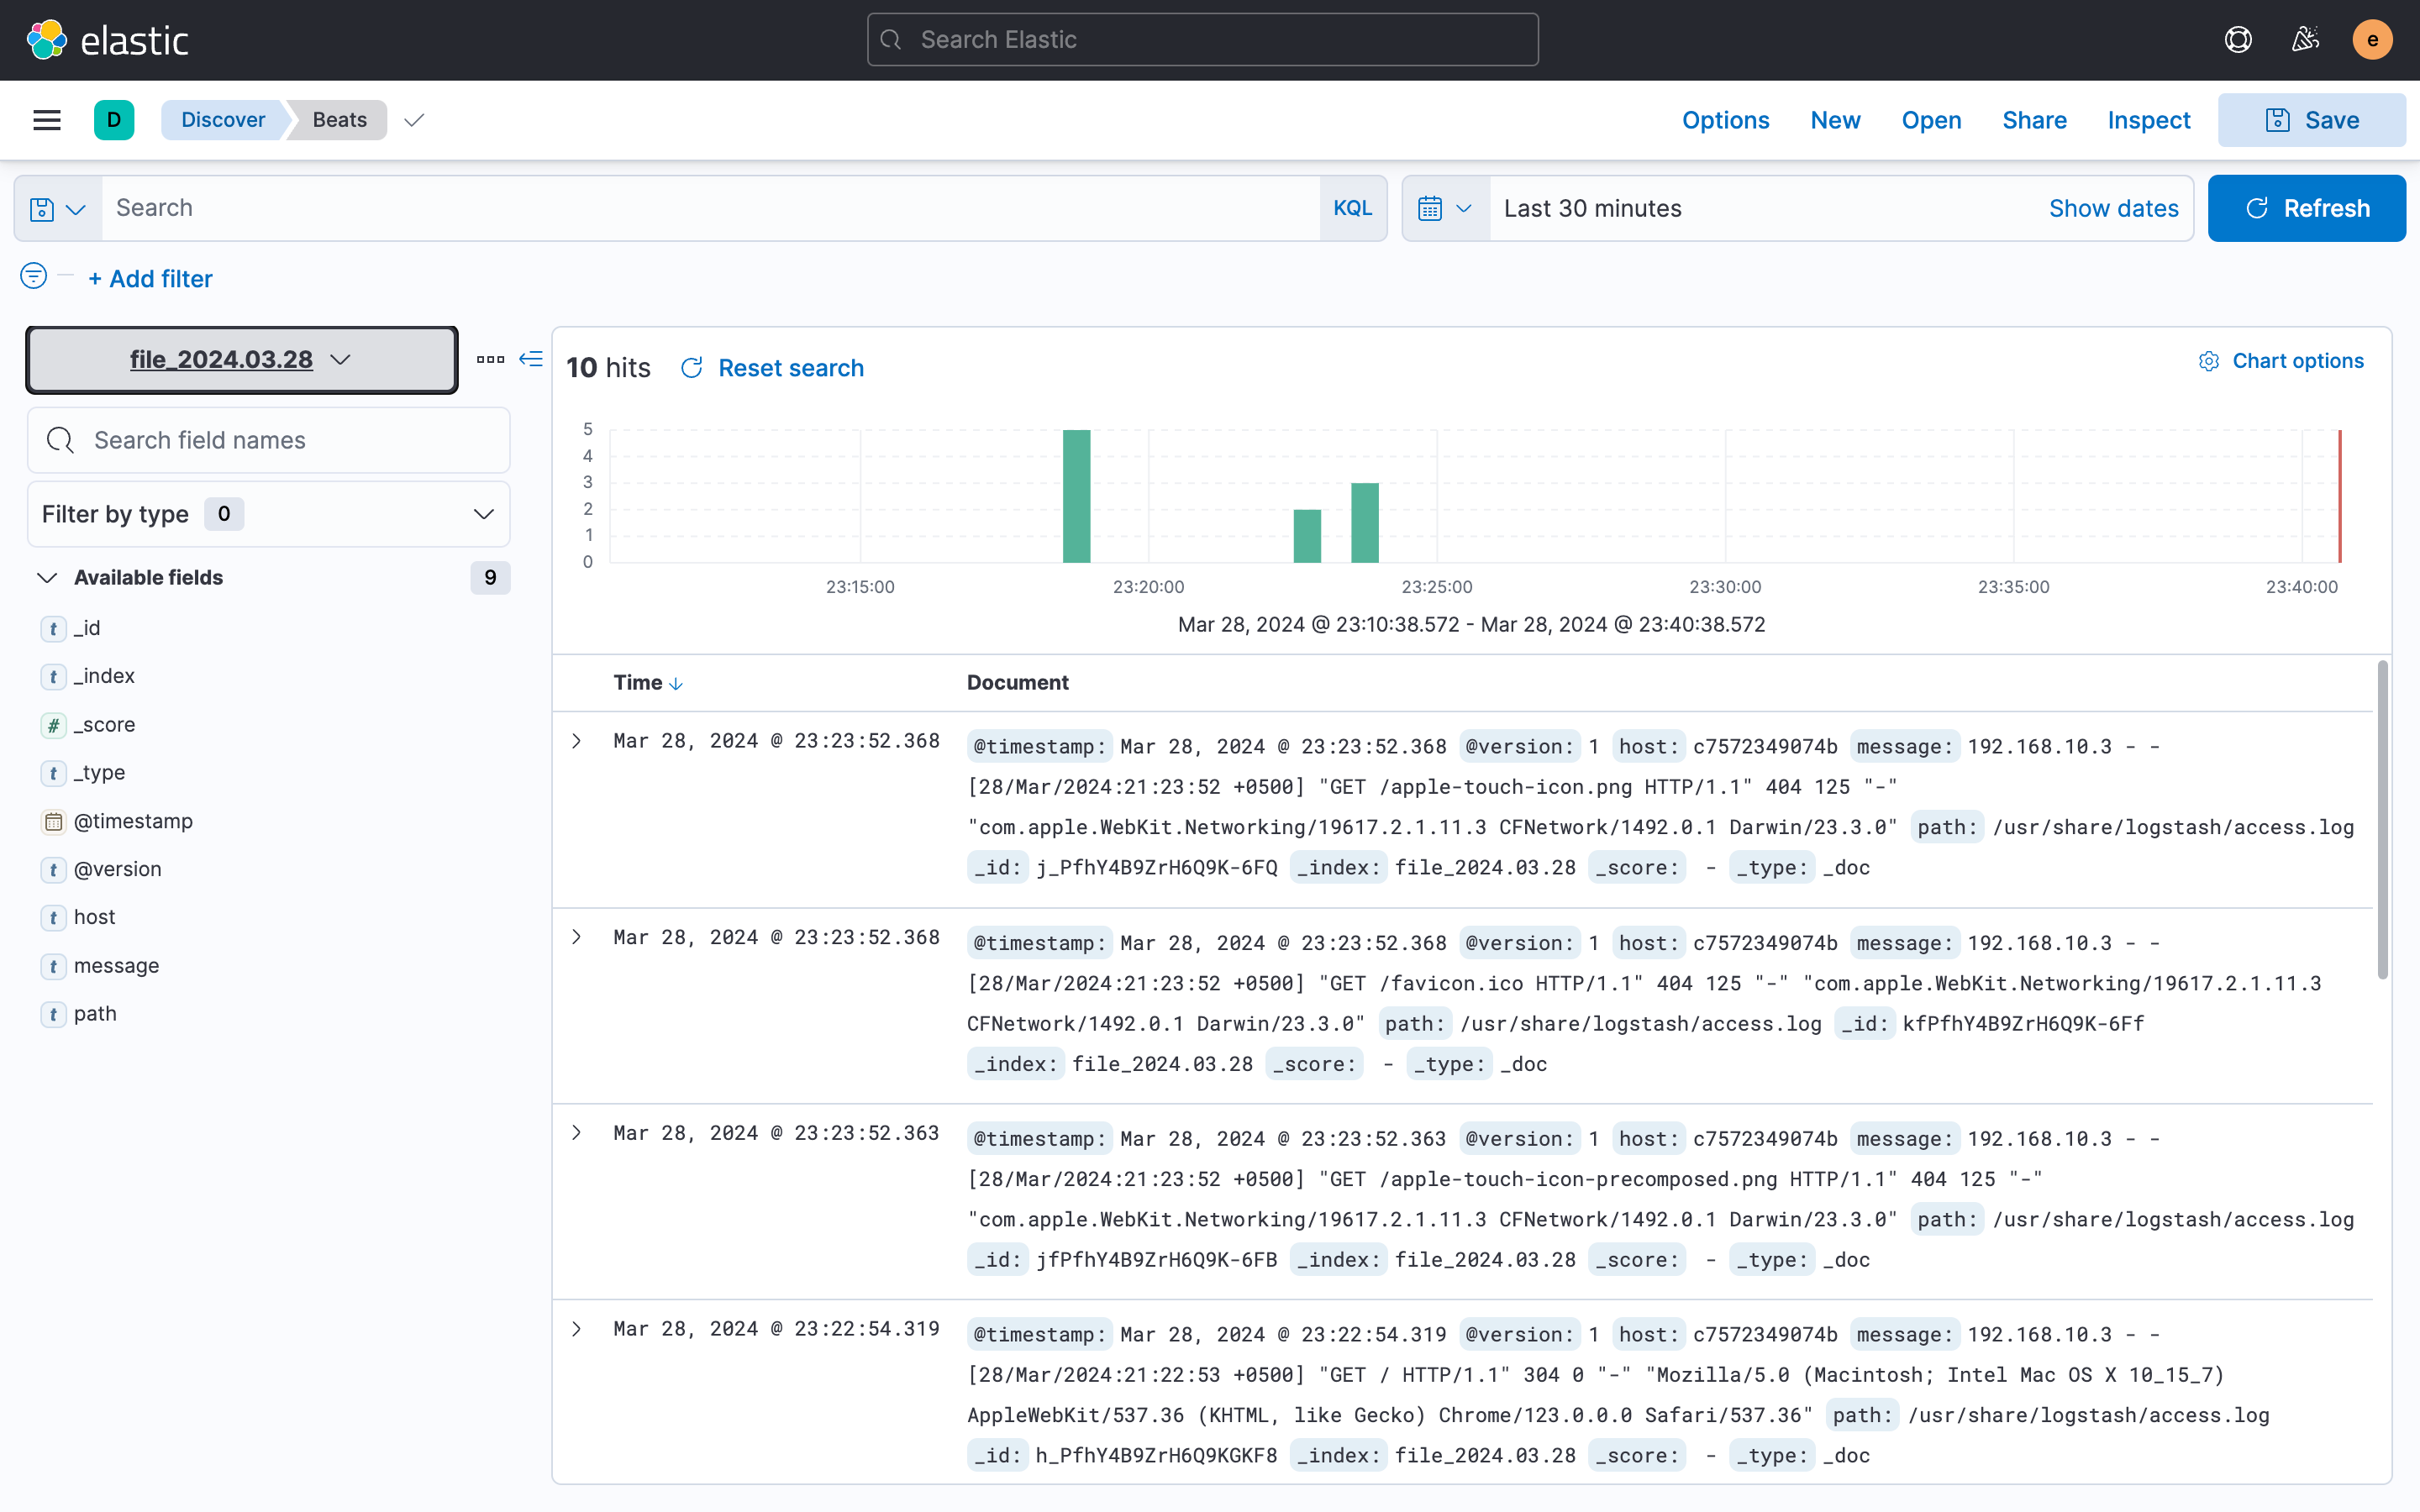 elastic
Search Elastic
e
D
Discover
Beats
Options
New
Open
Share
Inspect
Save
Search
KQL
Last 30 minutes
Show dates
Refresh
+ Add filter
file_2024.03.28
Search field names
Filter by type 0
Available fields 9
t _id
t _index
# _score
t _type
@timestamp
t @version
t host
t message
t path
10 hits
Reset search
Chart options
5
4
3
2
1
0
23:15:00
23:20:00
23:25:00
23:30:00
23:35:00
23:40:00
Mar 28, 2024 @ 23:10:38.572 - Mar 28, 2024 @ 23:40:38.572
Time
Document
Mar 28, 2024 @ 23:23:52.368
@timestamp: Mar 28, 2024 @ 23:23:52.368 @version: 1 host: c7572349074b message: 192.168.10.3 - -
[28/Mar/2024:21:23:52 +0500] "GET /apple-touch-icon.png HTTP/1.1" 404 125 "-"
"com.apple.WebKit.Networking/19617.2.1.11.3 CFNetwork/1492.0.1 Darwin/23.3.0" path: /usr/share/logstash/access.log
_id: j_PfhY4B9ZrH6Q9K-6FQ _index: file_2024.03.28 _score: - _type: _doc
Mar 28, 2024 @ 23:23:52.368
@timestamp: Mar 28, 2024 @ 23:23:52.368 @version: 1 host: c7572349074b message: 192.168.10.3 - -
[28/Mar/2024:21:23:52 +0500] "GET /favicon.ico HTTP/1.1" 404 125 "-" "com.apple.WebKit.Networking/19617.2.1.11.3
CFNetwork/1492.0.1 Darwin/23.3.0" path: /usr/share/logstash/access.log _id: kfPfhY4B9ZrH6Q9K-6Ff
_index: file_2024.03.28 _score: - _type: _doc
Mar 28, 2024 @ 23:23:52.363
@timestamp: Mar 28, 2024 @ 23:23:52.363 @version: 1 host: c7572349074b message: 192.168.10.3 - -
[28/Mar/2024:21:23:52 +0500] "GET /apple-touch-icon-precomposed.png HTTP/1.1" 404 125 "-"
"com.apple.WebKit.Networking/19617.2.1.11.3 CFNetwork/1492.0.1 Darwin/23.3.0" path: /usr/share/logstash/access.log
_id: jfPfhY4B9ZrH6Q9K-6FB _index: file_2024.03.28 _score: - _type: _doc
Mar 28, 2024 @ 23:22:54.319
@timestamp: Mar 28, 2024 @ 23:22:54.319 @version: 1 host: c7572349074b message: 192.168.10.3 - -
[28/Mar/2024:21:22:53 +0500] "GET / HTTP/1.1" 304 0 "-" "Mozilla/5.0 (Macintosh; Intel Mac OS X 10_15_7)
AppleWebKit/537.36 (KHTML, like Gecko) Chrome/123.0.0.0 Safari/537.36" path: /usr/share/logstash/access.log
_id: h_PfhY4B9ZrH6Q9KGKF8 _index: file_2024.03.28 _score: - _type: _doc